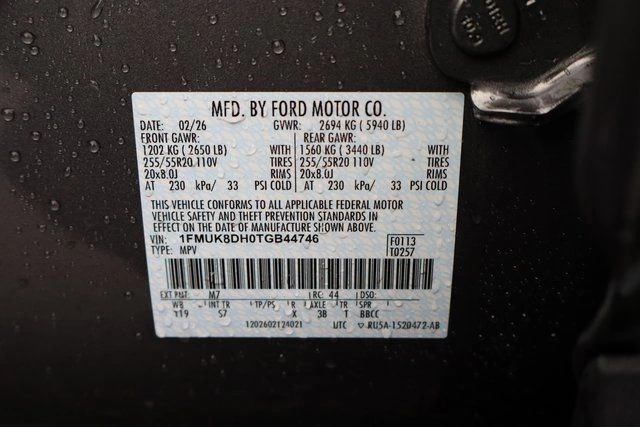 MFD. BY FORD MOTOR CO.
DATE: 02/26 GVWR: 2694 KG ( 5940 LB)
FRONT GAWR: REAR GAWR:
1202 KG ( 2650 LB) WITH 1560 KG ( 3440 LB) WITH
255/55R20 110V TIRES 255/55R20 110V TIRES
20x8.0J RIMS 20x8.0J RIMS
AT 230 kPa/ 33 PSI COLD AT 230 kPa/ 33 PSI COLD
THIS VEHICLE CONFORMS TO ALL APPLICABLE FEDERAL MOTOR
VEHICLE SAFETY AND THEFT PREVENTION STANDARDS IN
EFFECT ON THE DATE OF MANUFACTURE SHOWN ABOVE.
VIN: 1FMUK8DH0TGB44746 F0113
TYPE: MPV T0257
EXT PNT: M7 RC: 44 DSO:
WB INT TR TP/PS R AXLE TR SPR
119 S7 X 3B T BBCC
1202602124021 UTC RU5A-1520472-AB